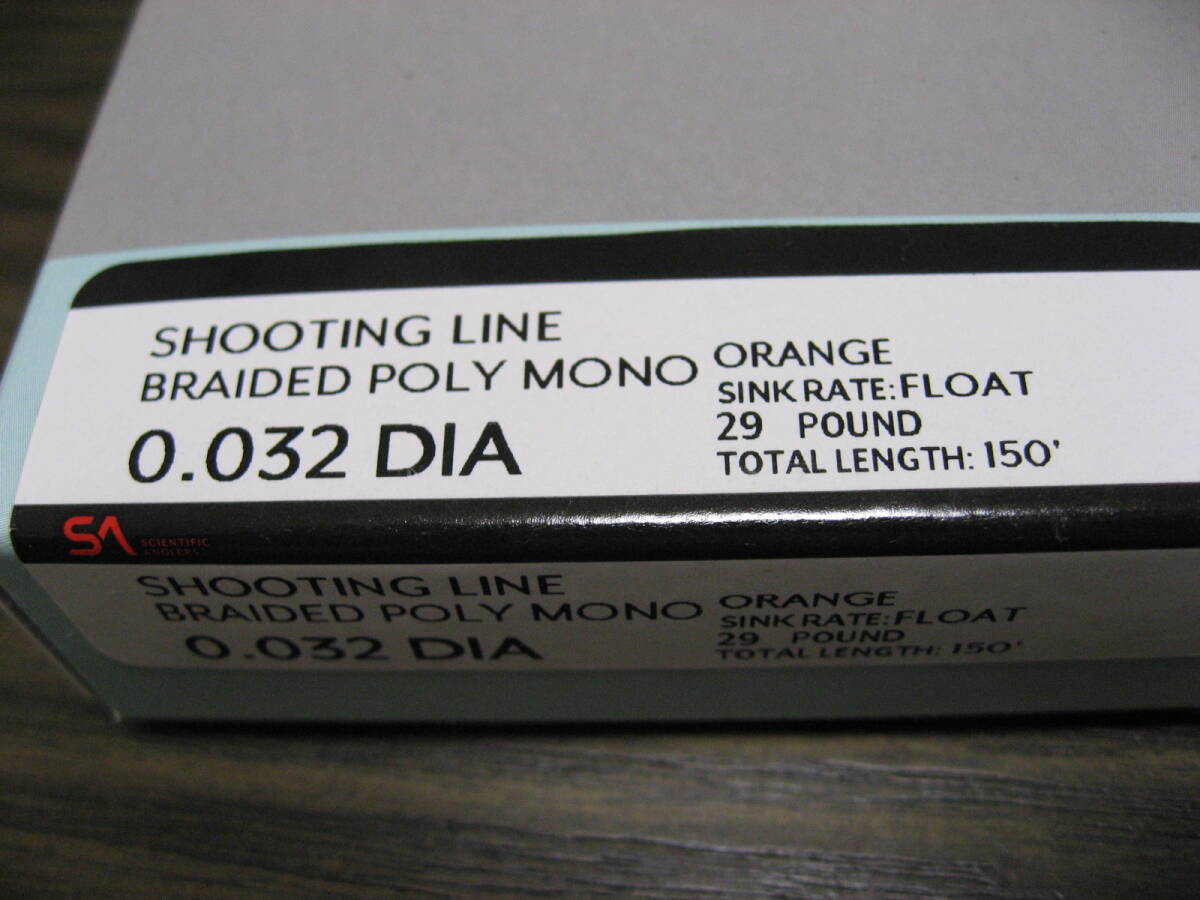 SHOOTING LINE
BRAIDED POLY MONO
0.032 DIA
ORANGE
SINK RATE: FLOAT
29 POUND
TOTAL LENGTH: 150'
SA SCIENTIFIC
ANGLERS
SHOOTING LINE
BRAIDED POLY MONO
0.032 DIA
ORANGE
SINK RATE: FLOAT
29 POUND
TOTAL LENGTH: 150'